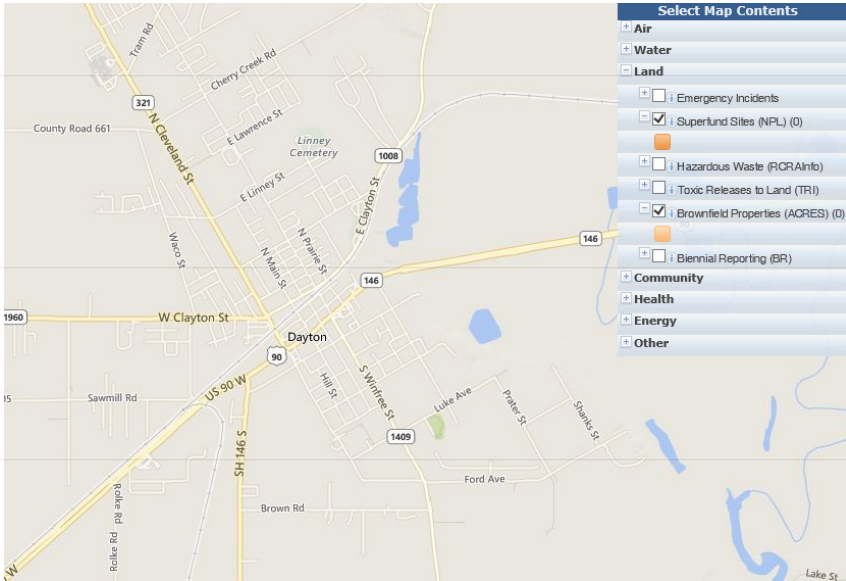 Select Map Contents
Air
Water
Land
Emergency Incidents
Superfund Sites (NPL) (0)
Hazardous Waste (RCRAInfo)
Toxic Releases to Land (TRI)
Brownfield Properties (ACRES) (0)
Biennial Reporting (BR)
Community
Health
Energy
Other
Tram Rd
Cherry Creek Rd
321
N Cleveland St
County Road 661
E Lawrence St
Linney
Cemetery
1008
E Linney St
E Clayton St
Waco St
N Main St
N Prairie St
146
146
1960
W Clayton St
Dayton
90
US 90 W
Hill St
S Winfree St
Sawmill Rd
Luke Ave
Prater St
Shanks St
1409
SH 146 S
Ford Ave
Rolke Rd
Rolke Rd
Brown Rd
W
Lake St